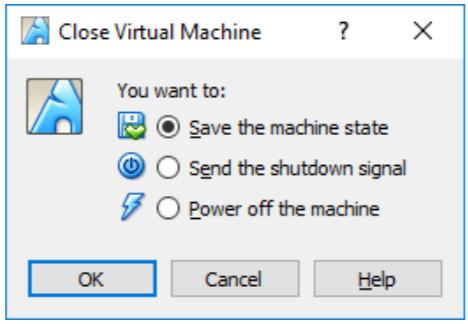 Close Virtual Machine ?
You want to:
Save the machine state
Send the shutdown signal
Power off the machine
OK Cancel Help